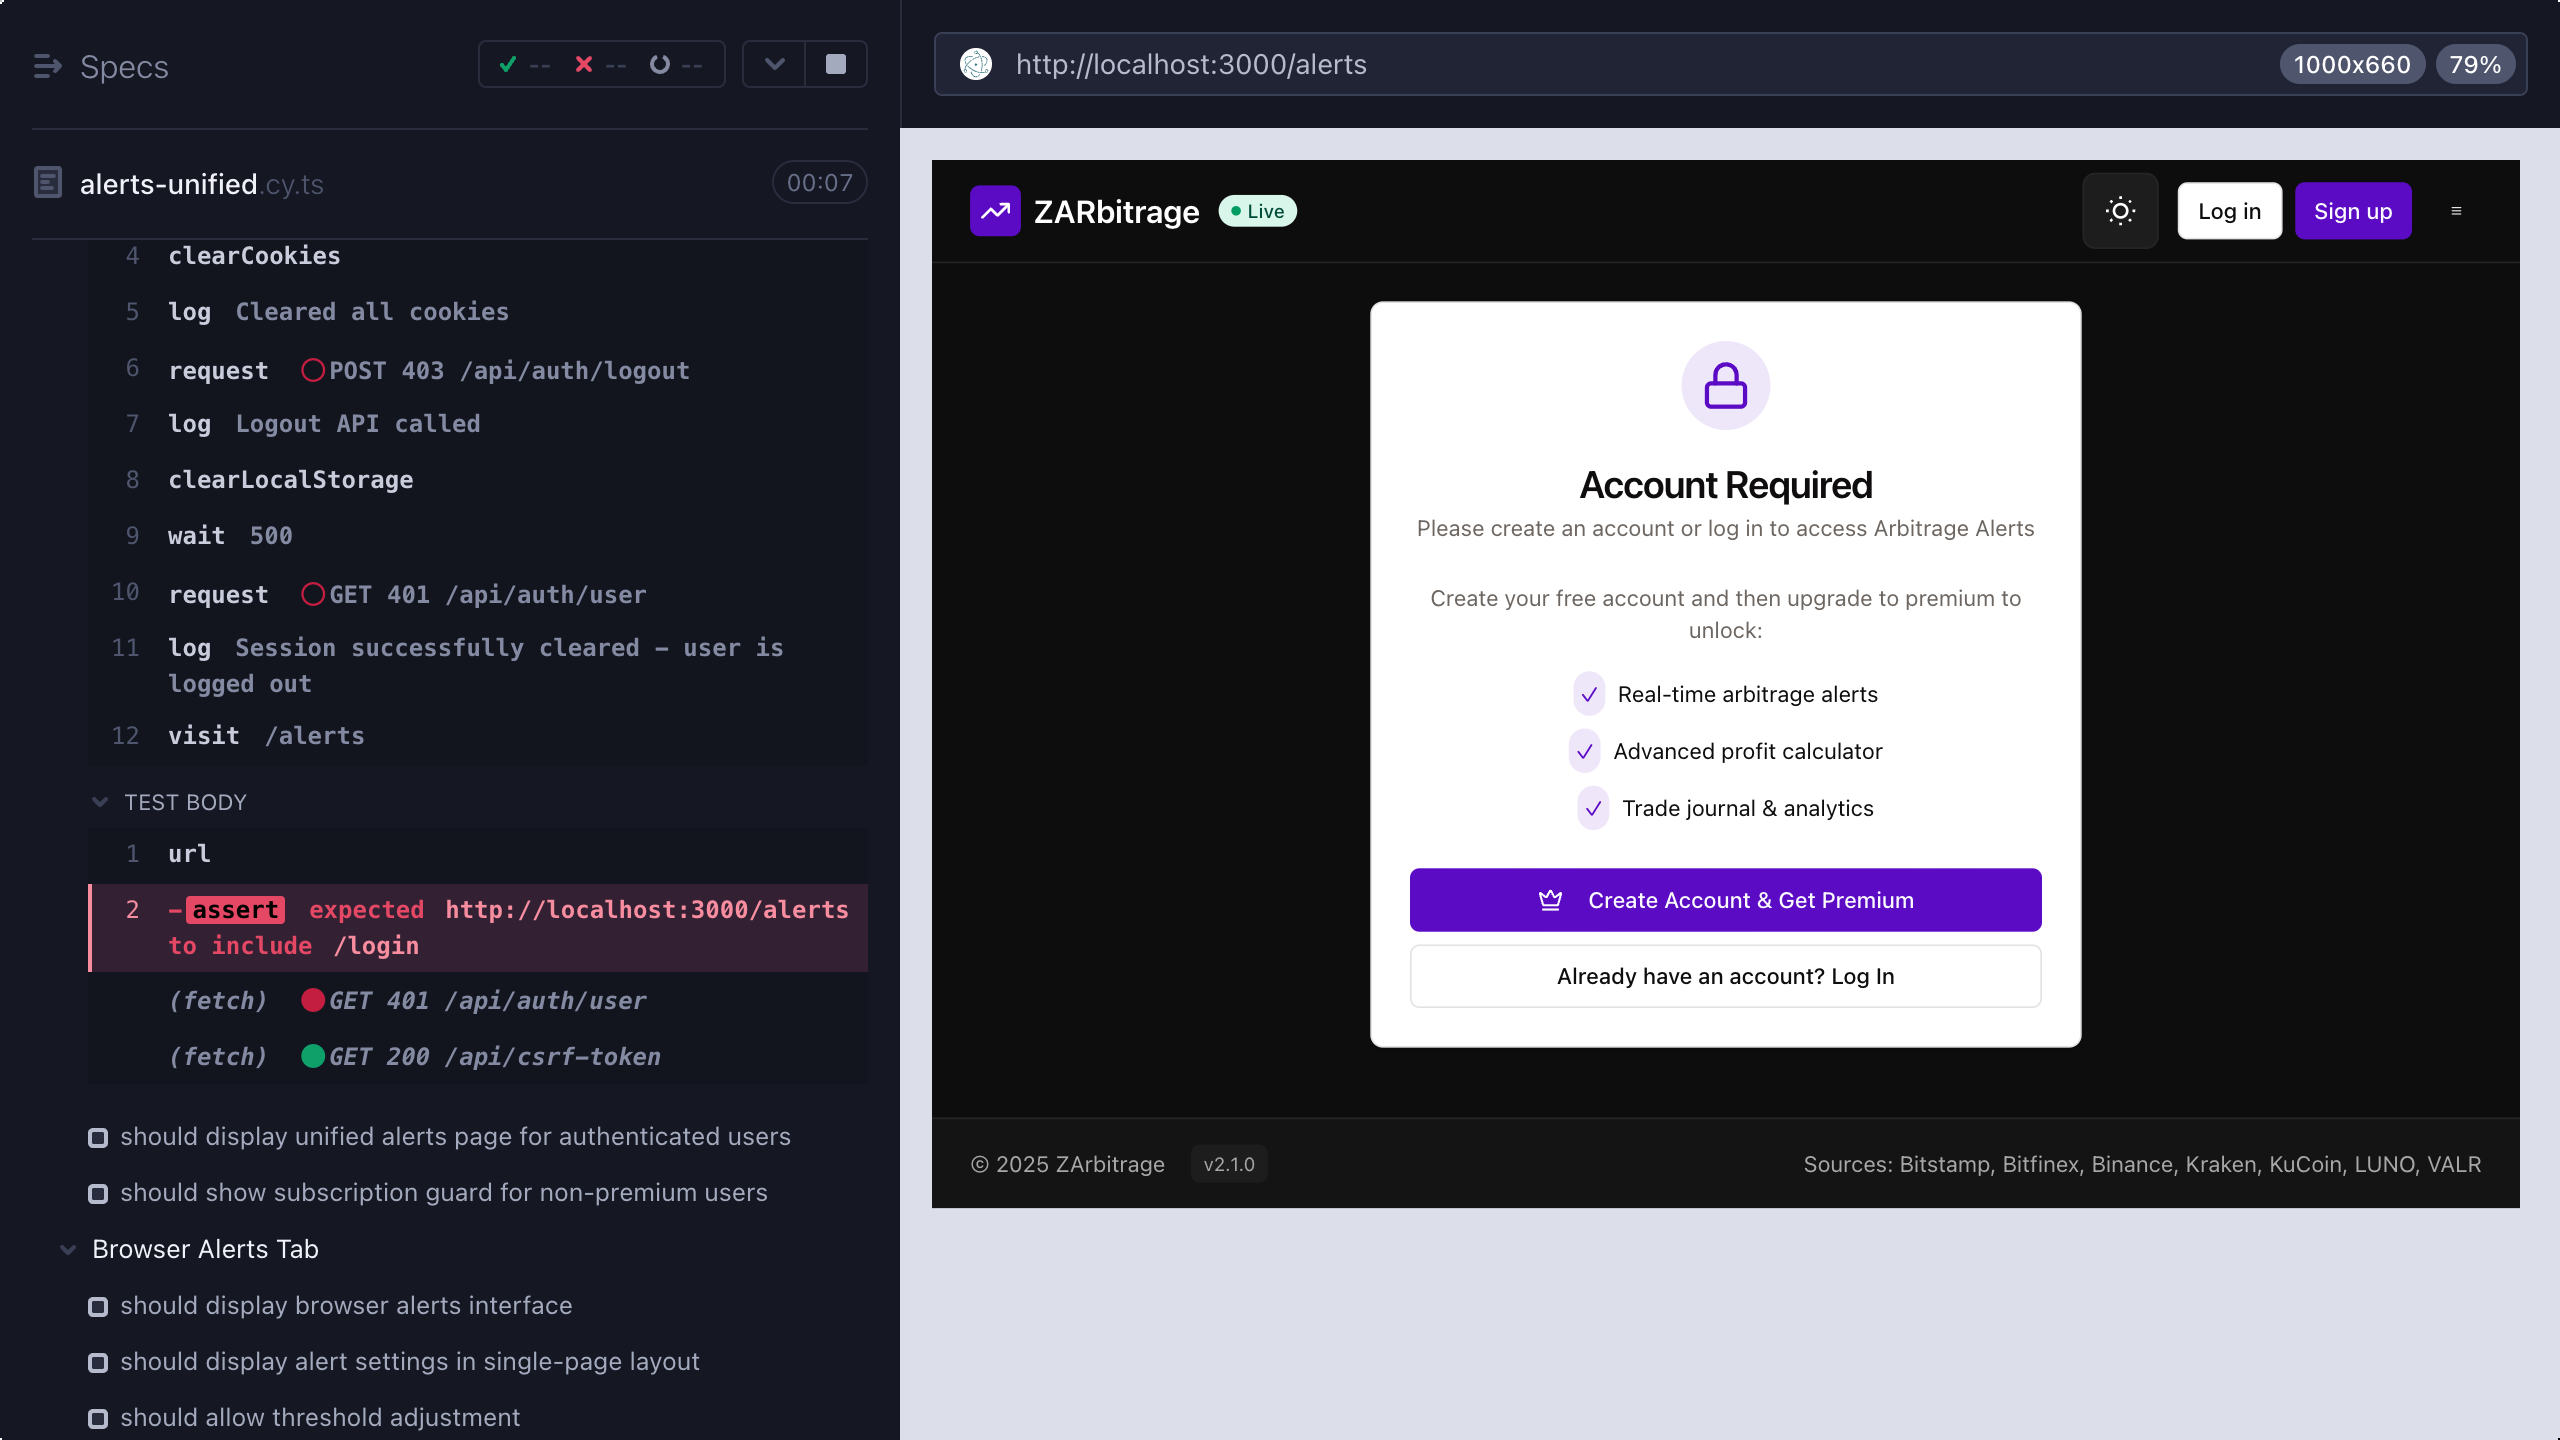 Specs
-- -- --
alerts-unified.cy.ts 00:07
4 clearCookies
5 log Cleared all cookies
6 request POST 403 /api/auth/logout
7 log Logout API called
8 clearLocalStorage
9 wait 500
10 request GET 401 /api/auth/user
11 log Session successfully cleared - user is
logged out
12 visit /alerts
TEST BODY
1 url
2 -assert expected http://localhost:3000/alerts
to include /login
(fetch) GET 401 /api/auth/user
(fetch) GET 200 /api/csrf-token
should display unified alerts page for authenticated users
should show subscription guard for non-premium users
Browser Alerts Tab
should display browser alerts interface
should display alert settings in single-page layout
should allow threshold adjustment
http://localhost:3000/alerts 1000x660 79%
ZARbitrage Live Log in Sign up
Account Required
Please create an account or log in to access Arbitrage Alerts
Create your free account and then upgrade to premium to
unlock:
Real-time arbitrage alerts
Advanced profit calculator
Trade journal & analytics
Create Account & Get Premium
Already have an account? Log In
© 2025 ZArbitrage v2.1.0 Sources: Bitstamp, Bitfinex, Binance, Kraken, KuCoin, LUNO, VALR